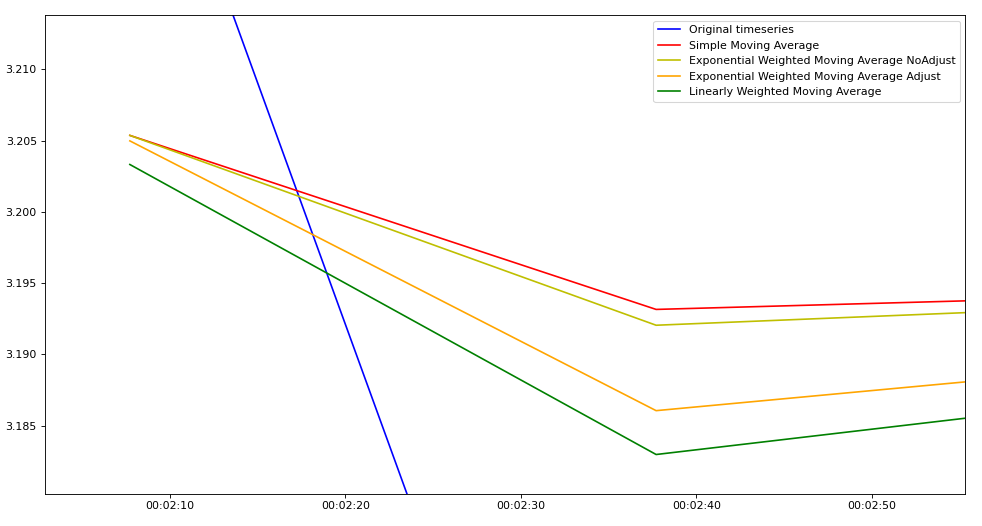 Original timeseries
Simple Moving Average
Exponential Weighted Moving Average NoAdjust
Exponential Weighted Moving Average Adjust
Linearly Weighted Moving Average
3.210
3.205
3.200
3.195
3.190
3.185
00:02:10 00:02:20 00:02:30 00:02:40 00:02:50